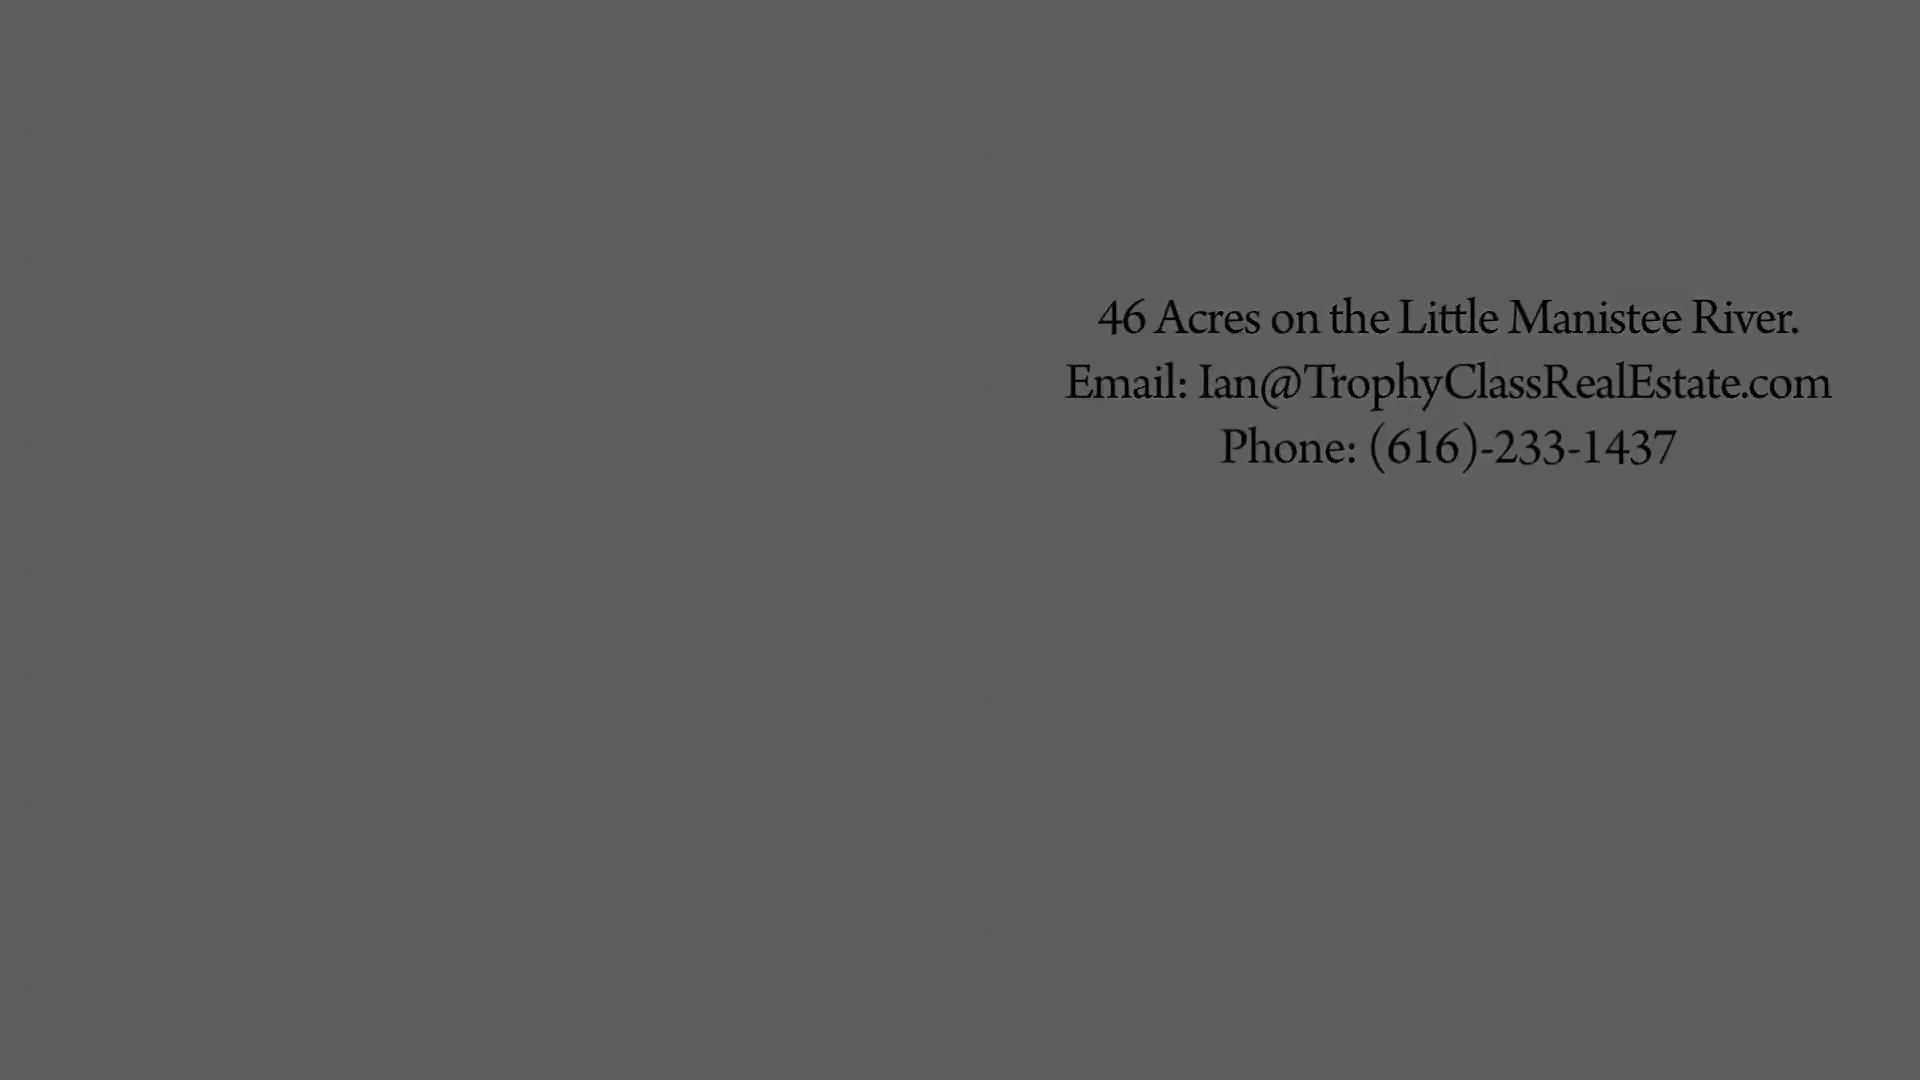 46 Acres on the Little Manistee River.
Email: Ian@TrophyClassRealEstate.com
Phone: (616)-233-1437